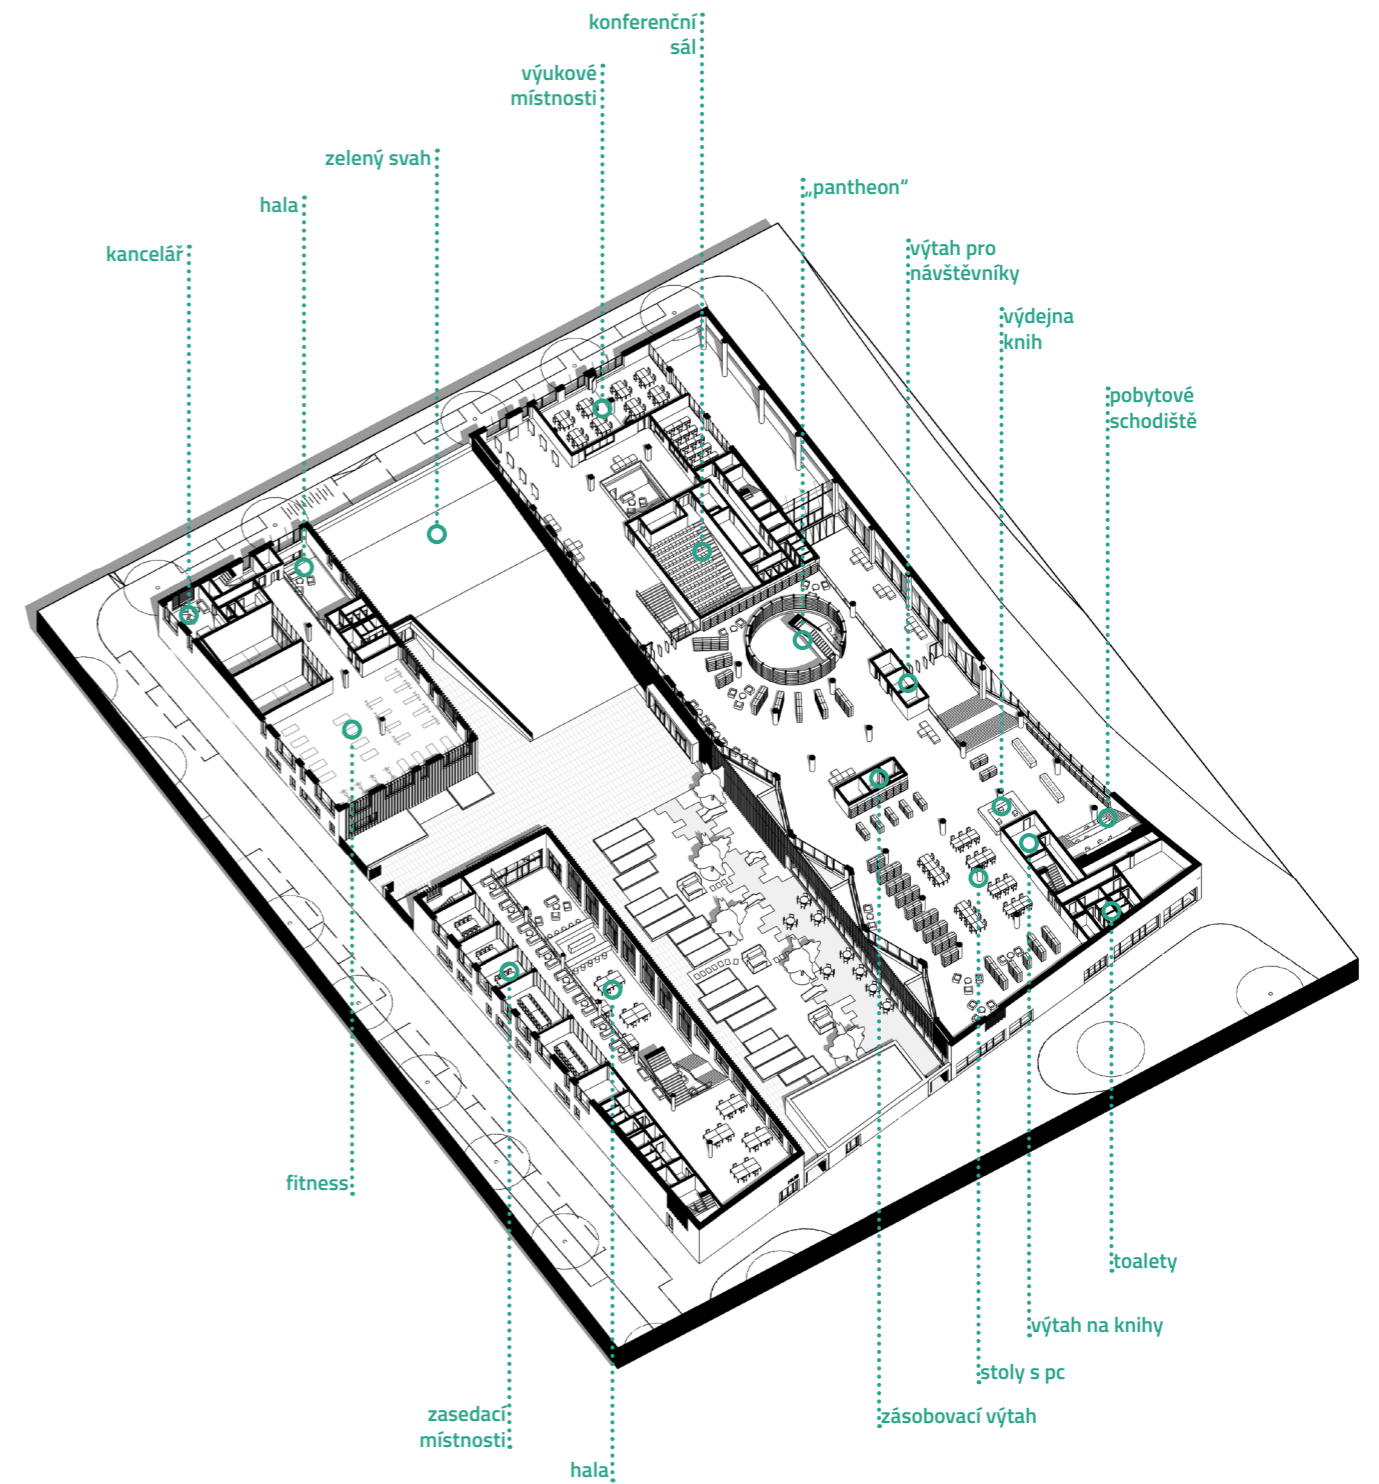 konferenční
sál
výukové
místnosti
zelený svah
„pantheon“
hala
kancelář
výtah pro
návštěvníky
výdejna
knih
pobytové
schodiště
fitness
toalety
výtah na knihy
stoly s pc
zásobovací výtah
zasedací
místnosti
hala